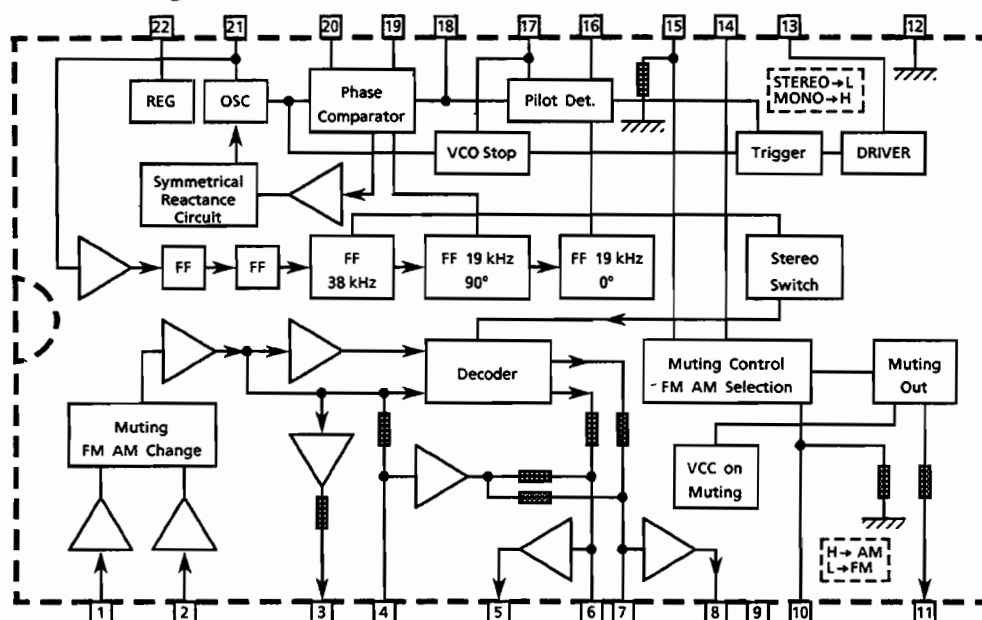 22 21 20 19 18 17 16 15 14 13 12
REG
OSC
Phase
Comparator
Pilot Det.
STEREO→L
MONO→H
VCO Stop
Trigger
DRIVER
Symmetrical
Reactance
Circuit
FF
FF
FF
38 kHz
FF 19 kHz
90°
FF 19 kHz
0°
Stereo
Switch
Decoder
Muting Control
FM AM Selection
Muting
Out
Muting
FM AM Change
VCC on
Muting
H→ AM
L→FM
1 2 3 4 5 6 7 8 9 10 11